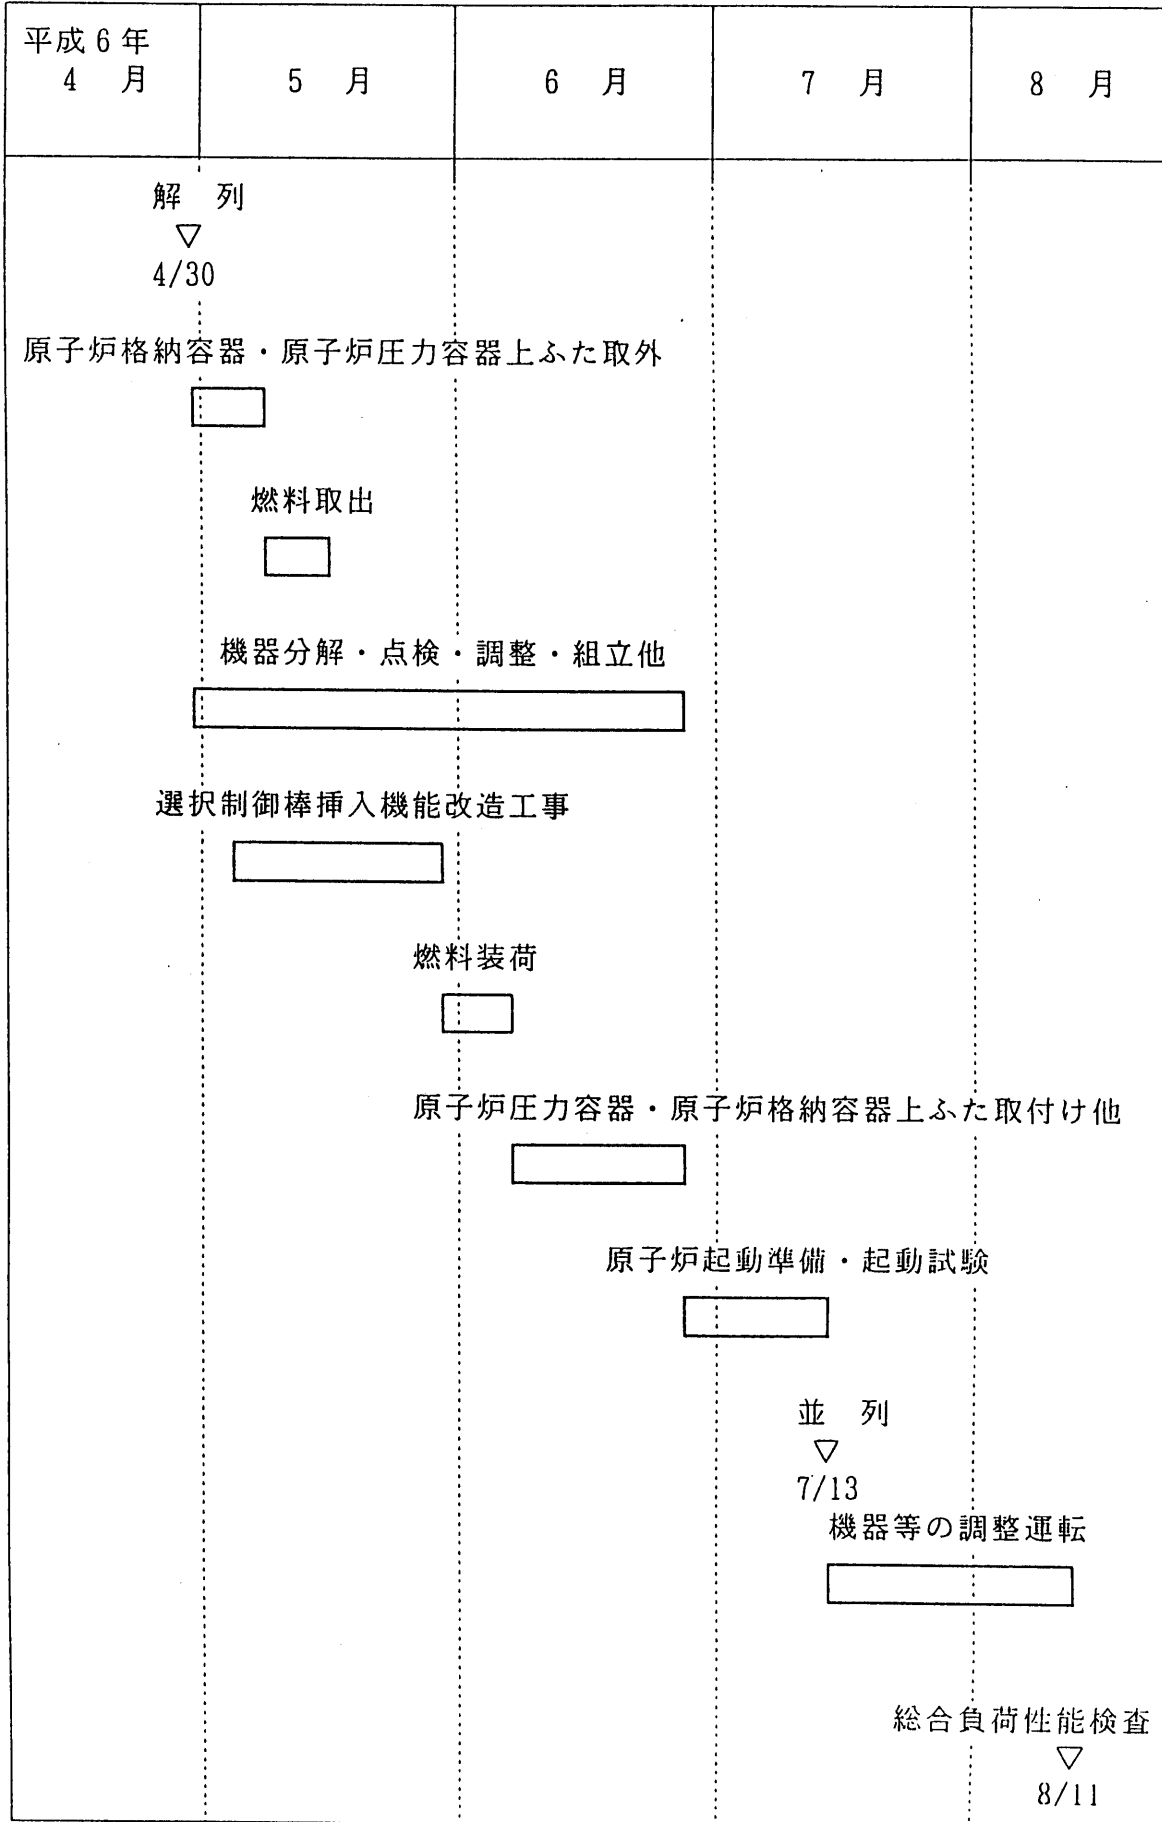 平成6年
4 月
5 月
6 月
7 月
8 月
解 列
▽
4/30
原子炉格納容器・原子炉圧力容器上ふた取外
燃料取出
機器分解・点検・調整・組立他
選択制御棒挿入機能改造工事
燃料装荷
原子炉圧力容器・原子炉格納容器上ふた取付け他
原子炉起動準備・起動試験
並 列
▽
7/13
機器等の調整運転
総合負荷性能検査
▽
8/11